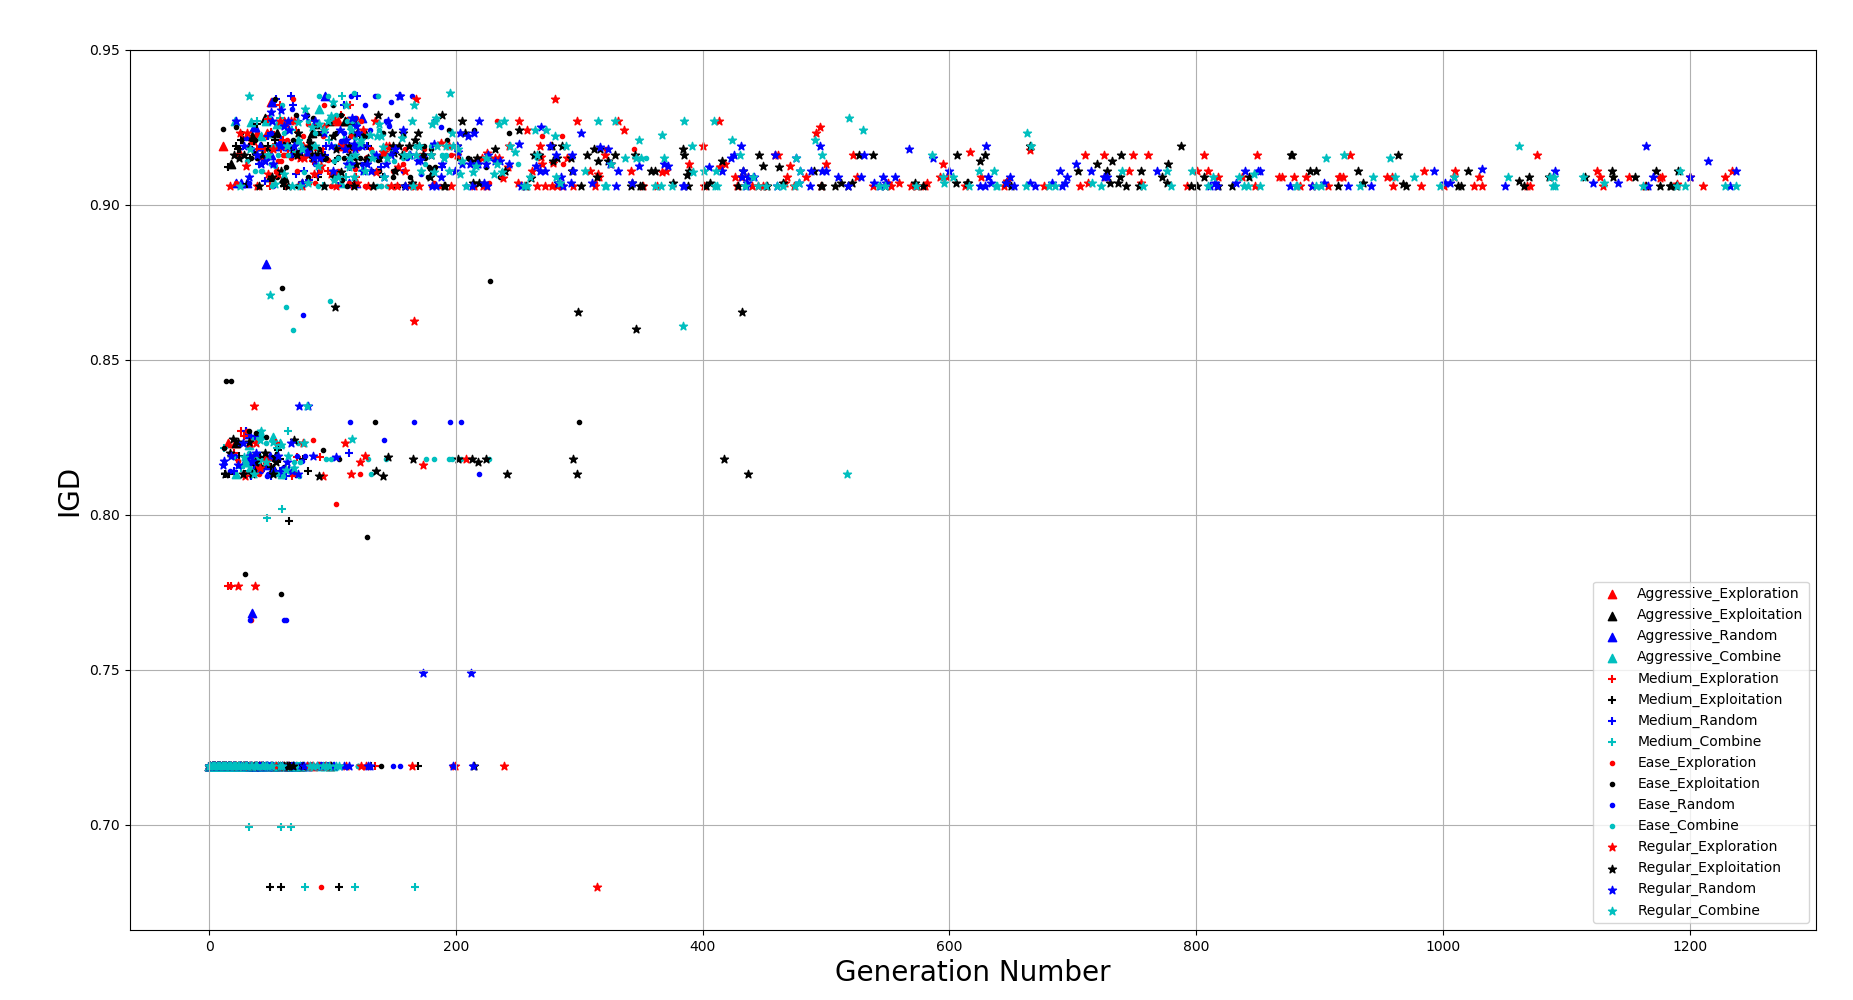 0.95
0.90
0.85
0.80
0.75
0.70
IGD
0
200
400
600
800
1000
1200
Generation Number
Aggressive_Exploration
Aggressive_Exploitation
Aggressive_Random
Aggressive_Combine
Medium_Exploration
Medium_Exploitation
Medium_Random
Medium_Combine
Ease_Exploration
Ease_Exploitation
Ease_Random
Ease_Combine
Regular_Exploration
Regular_Exploitation
Regular_Random
Regular_Combine